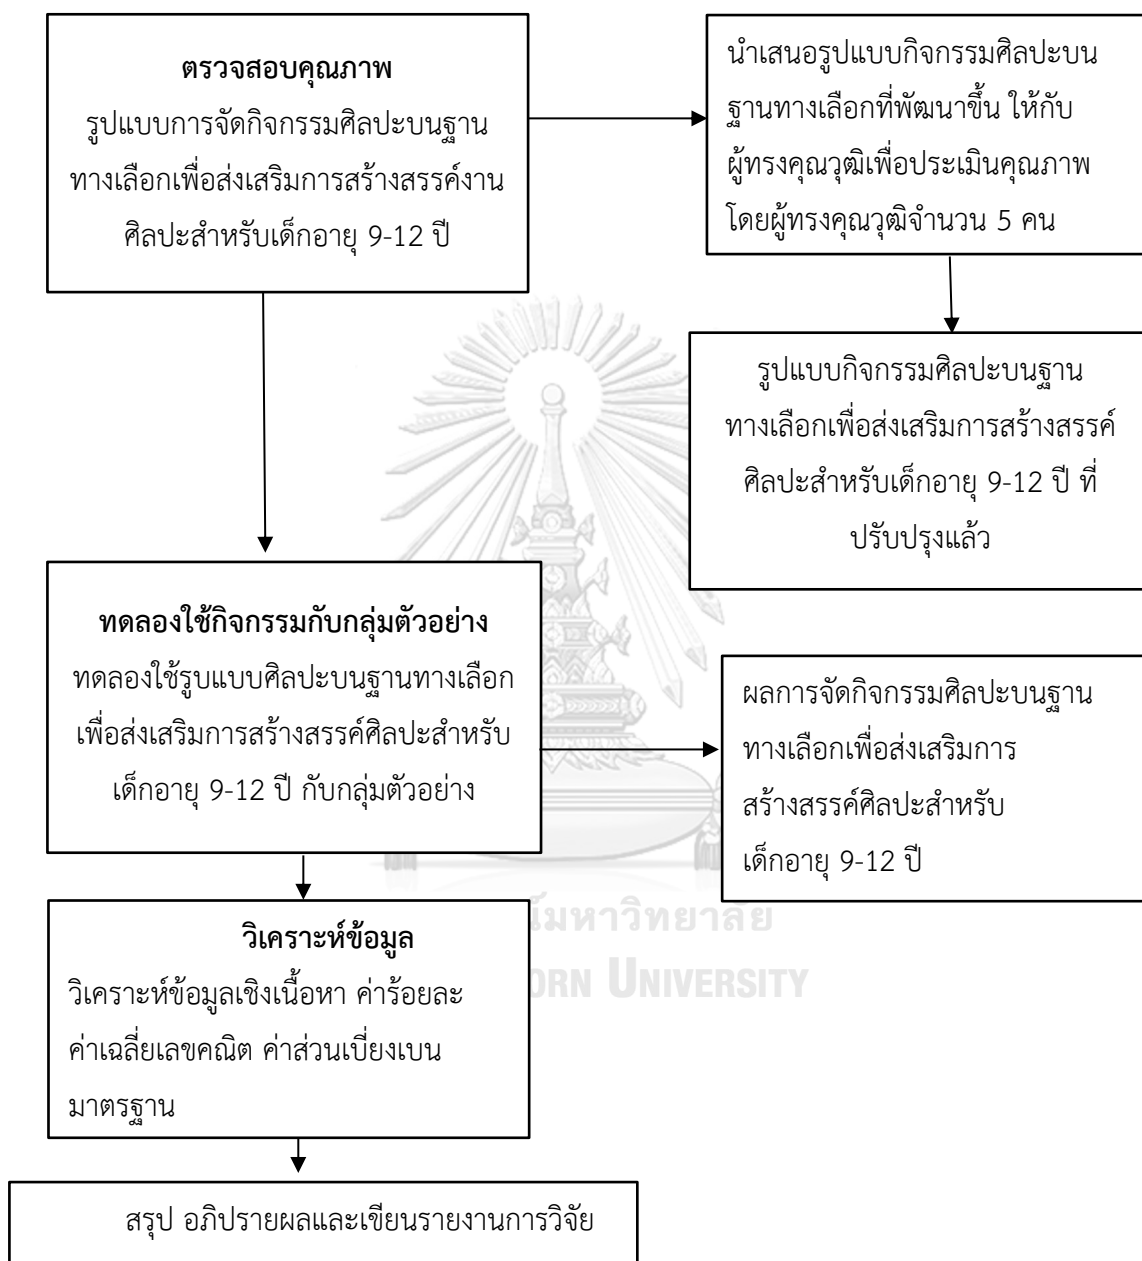 ตรวจสอบคุณภาพ
รูปแบบการจัดกิจกรรมศิลปะบนฐาน
ทางเลือกเพื่อส่งเสริมการสร้างสรรค์งาน
ศิลปะสำหรับเด็กอายุ 9-12 ปี
นำเสนอรูปแบบกิจกรรมศิลปะบน
ฐานทางเลือกที่พัฒนาขึ้น ให้กับ
ผู้ทรงคุณวุฒิเพื่อประเมินคุณภาพ
โดยผู้ทรงคุณวุฒิจำนวน 5 คน
รูปแบบกิจกรรมศิลปะบนฐาน
ทางเลือกเพื่อส่งเสริมการสร้างสรรค์
ศิลปะสำหรับเด็กอายุ 9-12 ปี ที่
ปรับปรุงแล้ว
ทดลองใช้กิจกรรมกับกลุ่มตัวอย่าง
ทดลองใช้รูบแบบศิลปะบนฐานทางเลือก
เพื่อส่งเสริมการสร้างสรรค์ศิลปะสำหรับ
เด็กอายุ 9-12 ปี กับกลุ่มตัวอย่าง
ผลการจัดกิจกรรมศิลปะบนฐาน
ทางเลือกเพื่อส่งเสริมการ
สร้างสรรค์ศิลปะสำหรับ
เด็กอายุ 9-12 ปี
วิเคราะห์ข้อมูล
วิเคราะห์ข้อมูลเชิงเนื้อหา ค่าร้อยละ
ค่าเฉลี่ยเลขคณิต ค่าส่วนเบี่ยงเบน
มาตรฐาน
มหาวิทยาลัย
ORN UNIVERSITY
สรุป อภิปรายผลและเขียนรายงานการวิจัย